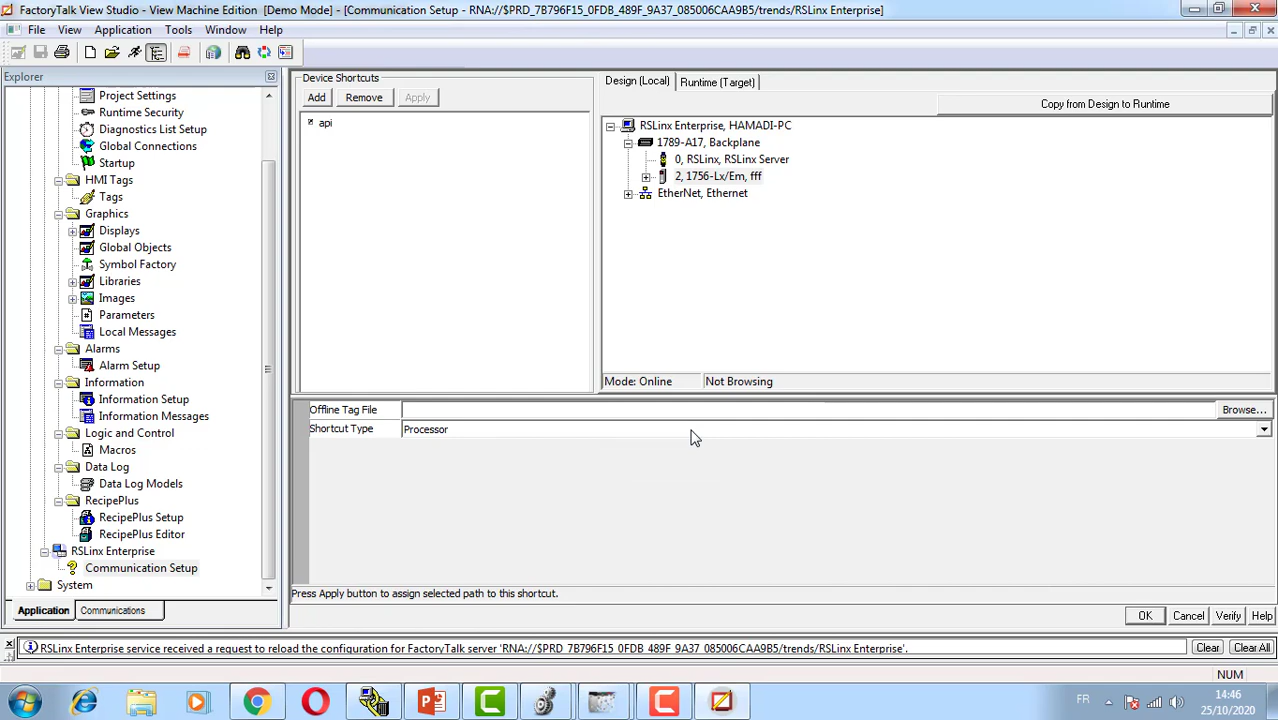 FactoryTalk View Studio - View Machine Edition [Demo Mode] - [Communication Setup - RNA://$PRD_7B796F15_0FDB_489F_9A37_085006CAA9B5/trends/RSLinx Enterprise]
File View Application Tools Window Help
Explorer
Project Settings
Runtime Security
Diagnostics List Setup
Global Connections
Startup
HMI Tags
Tags
Graphics
Displays
Global Objects
Symbol Factory
Libraries
Images
Parameters
Local Messages
Alarms
Alarm Setup
Information
Information Setup
Information Messages
Logic and Control
Macros
Data Log
Data Log Models
RecipePlus
RecipePlus Setup
RecipePlus Editor
RSLinx Enterprise
Communication Setup
System
Application Communications
Device Shortcuts
Add Remove Apply
api
Design (Local) Runtime (Target)
Copy from Design to Runtime
RSLinx Enterprise, HAMADI-PC
1789-A17, Backplane
0, RSLinx, RSLinx Server
2, 1756-Lx/Em, fff
EtherNet, Ethernet
Mode: Online Not Browsing
Offline Tag File Browse...
Shortcut Type Processor
Press Apply button to assign selected path to this shortcut.
OK Cancel Verify Help
RSLinx Enterprise service received a request to reload the configuration for FactoryTalk server 'RNA://$PRD_7B796F15_0FDB_489F_9A37_085006CAA9B5/trends/RSLinx Enterprise'. Clear Clear All
NUM
FR 14:46
25/10/2020